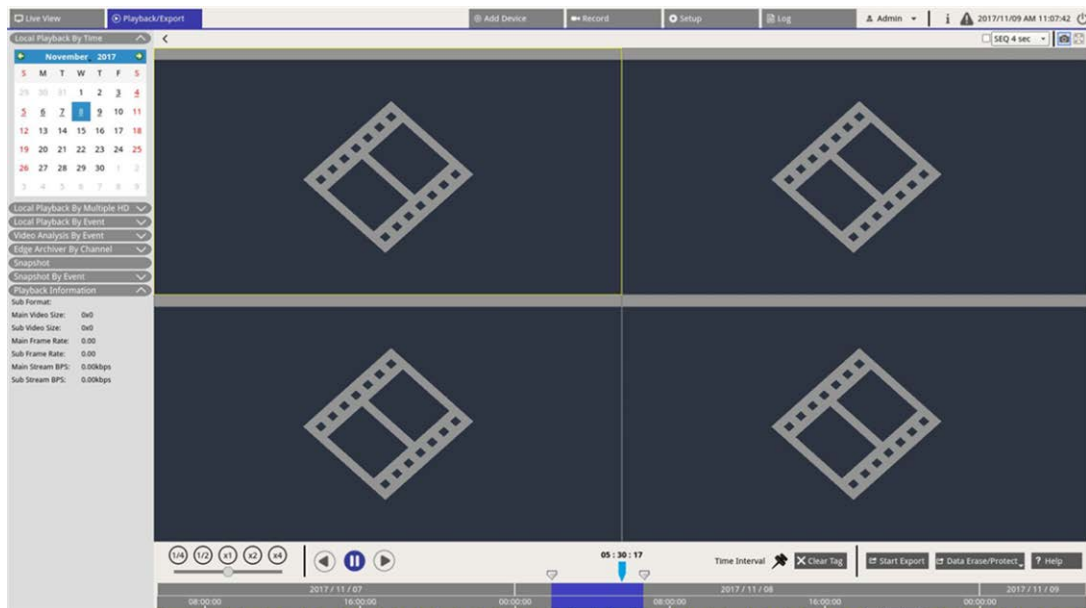 Live View
Playback/Export
Add Device
Record
Setup
Log
Admin
2017/11/09 AM 11:07:42
Local Playback By Time
SEQ 4 sec
November 2017
S M T W T F S
29 30 31 1 2 3 4
5 6 7 8 9 10 11
12 13 14 15 16 17 18
19 20 21 22 23 24 25
26 27 28 29 30 1 2
3 4 5 6 7 8 9
Local Playback By Multiple HD
Local Playback By Event
Video Analysis By Event
Edge Archiver By Channel
Snapshot
Snapshot By Event
Playback Information
Sub Format:
Main Video Size: 0x0
Sub Video Size: 0x0
Main Frame Rate: 0.00
Sub Frame Rate: 0.00
Main Stream BPS: 0.00kbps
Sub Stream BPS: 0.00kbps
1/4 1/2 x1 x2 x4
05 : 30 : 17
Time Interval
Clear Tag
Start Export
Data Erase/Protect
? Help
2017 / 11 / 07
2017 / 11 / 08
2017 / 11 / 09
08:00:00 16:00:00 00:00:00 08:00:00 16:00:00 00:00:00